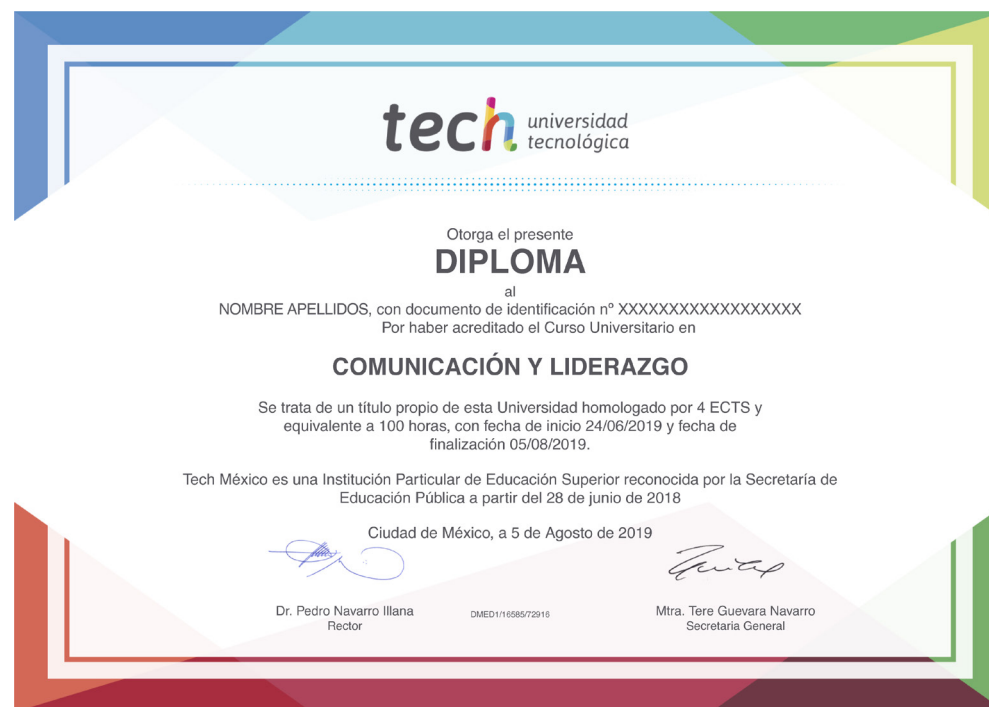 tech universidad
tecnológica
Otorga el presente
DIPLOMA
al
NOMBRE APELLIDOS, con documento de identificación nº XXXXXXXXXXXXXXXXXX
Por haber acreditado el Curso Universitario en
COMUNICACIÓN Y LIDERAZGO
Se trata de un título propio de esta Universidad homologado por 4 ECTS y
equivalente a 100 horas, con fecha de inicio 24/06/2019 y fecha de
finalización 05/08/2019.
Tech México es una Institución Particular de Educación Superior reconocida por la Secretaría de
Educación Pública a partir del 28 de junio de 2018
Ciudad de México, a 5 de Agosto de 2019
Dr. Pedro Navarro Illana
Rector
DMED1/16585/72916
Mtra. Tere Guevara Navarro
Secretaria General